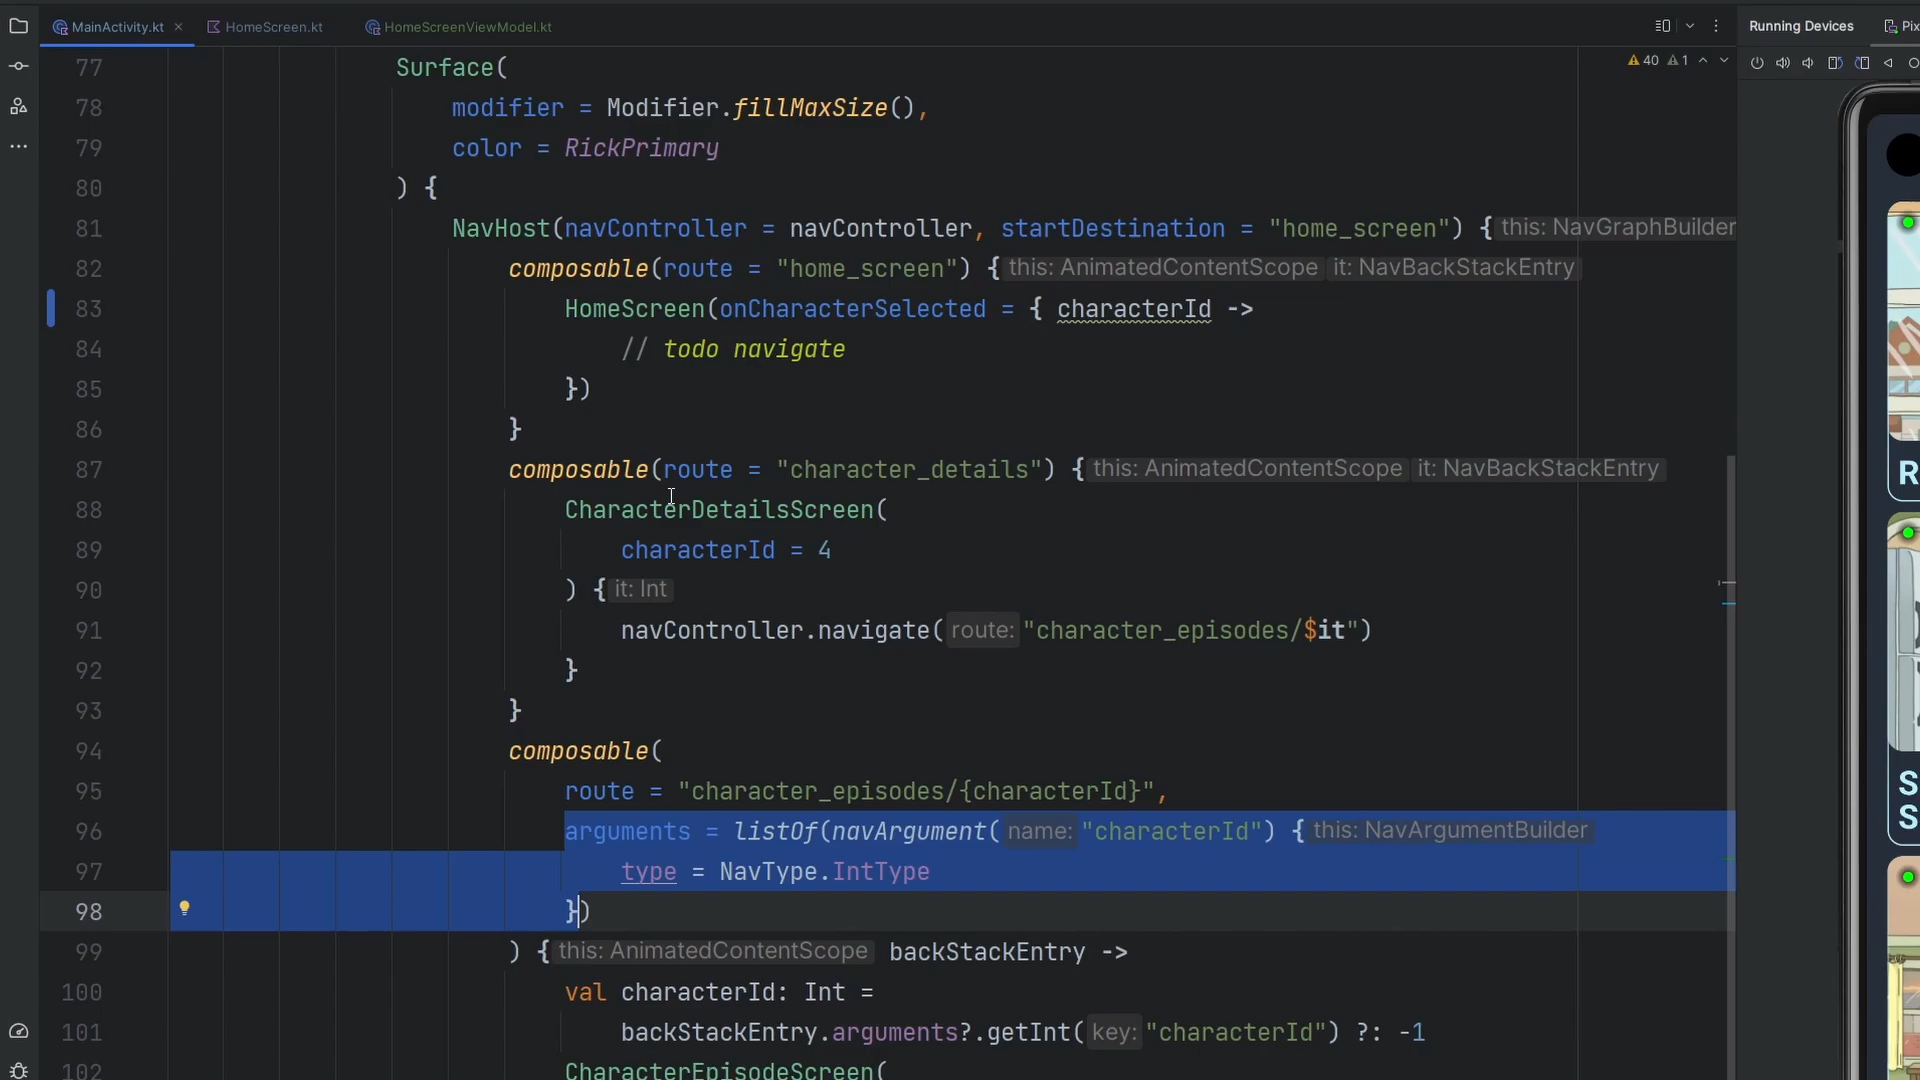 MainActivity.kt HomeScreen.kt HomeScreenViewModel.kt Running Devices
40 1
77 Surface(
78 modifier = Modifier.fillMaxSize(),
79 color = RickPrimary
80 ) {
81 NavHost(navController = navController, startDestination = "home_screen") { this: NavGraphBuilder
82 composable(route = "home_screen") { this: AnimatedContentScope it: NavBackStackEntry
83 HomeScreen(onCharacterSelected = { characterId ->
84 // todo navigate
85 })
86 }
87 composable(route = "character_details") { this: AnimatedContentScope it: NavBackStackEntry
88 CharacterDetailsScreen(
89 characterId = 4
90 ) { it: Int
91 navController.navigate( route: "character_episodes/$it")
92 }
93 }
94 composable(
95 route = "character_episodes/{characterId}",
96 arguments = listOf(navArgument( name: "characterId") { this: NavArgumentBuilder
97 type = NavType.IntType
98 })
99 ) { this: AnimatedContentScope backStackEntry ->
100 val characterId: Int =
101 backStackEntry.arguments?.getInt( key: "characterId") ?: -1
102 CharacterEpisodeScreen(
R
S
S